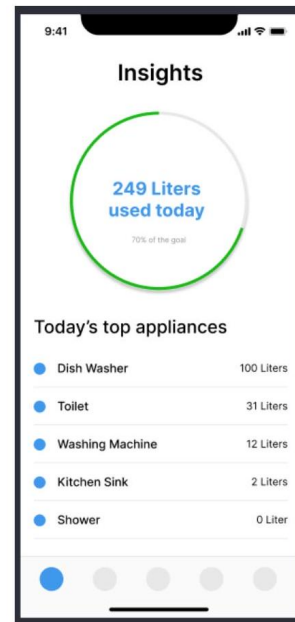 9:41
Insights
249 Liters
used today
70% of the goal
Today’s top appliances
Dish Washer 100 Liters
Toilet 31 Liters
Washing Machine 12 Liters
Kitchen Sink 2 Liters
Shower 0 Liter